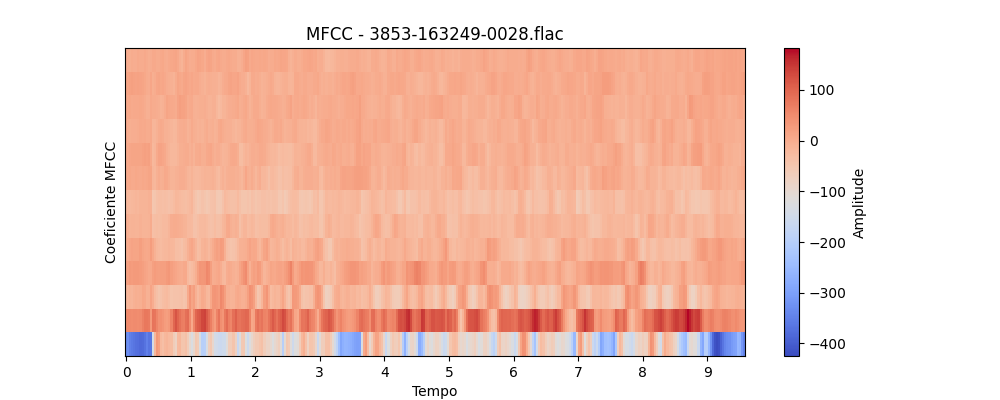 MFCC - 3853-163249-0028.flac
Coeficiente MFCC
0 1 2 3 4 5 6 7 8 9
Tempo
100
0
−100
−200
−300
−400
Amplitude